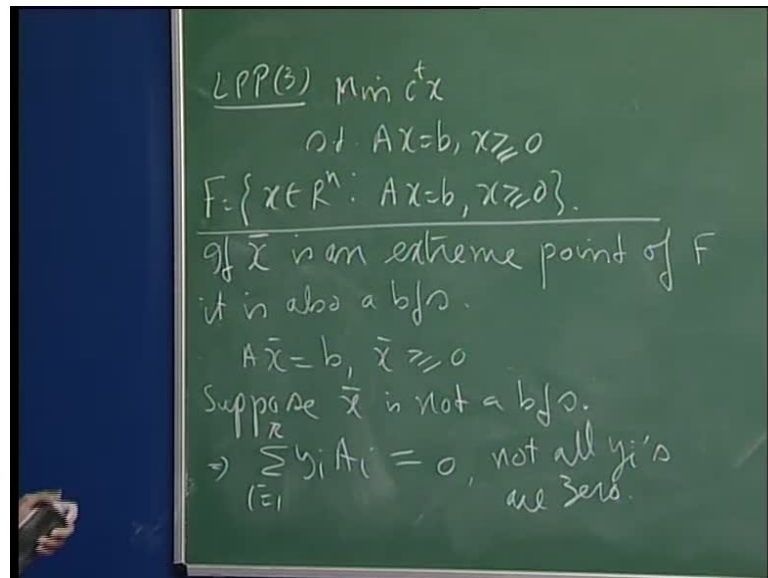 LPP(3) Min cᵗx
s.t. Ax=b, x≥0
F={x∈Rⁿ: Ax=b, x≥0}.
If x̄ is an extreme point of F
it is also a bfs.
Ax̄=b, x̄≥0
Suppose x̄ is not a bfs.
⇒ Σ_{i=1}^{R} yᵢAᵢ = 0, not all yᵢ's
are zero.